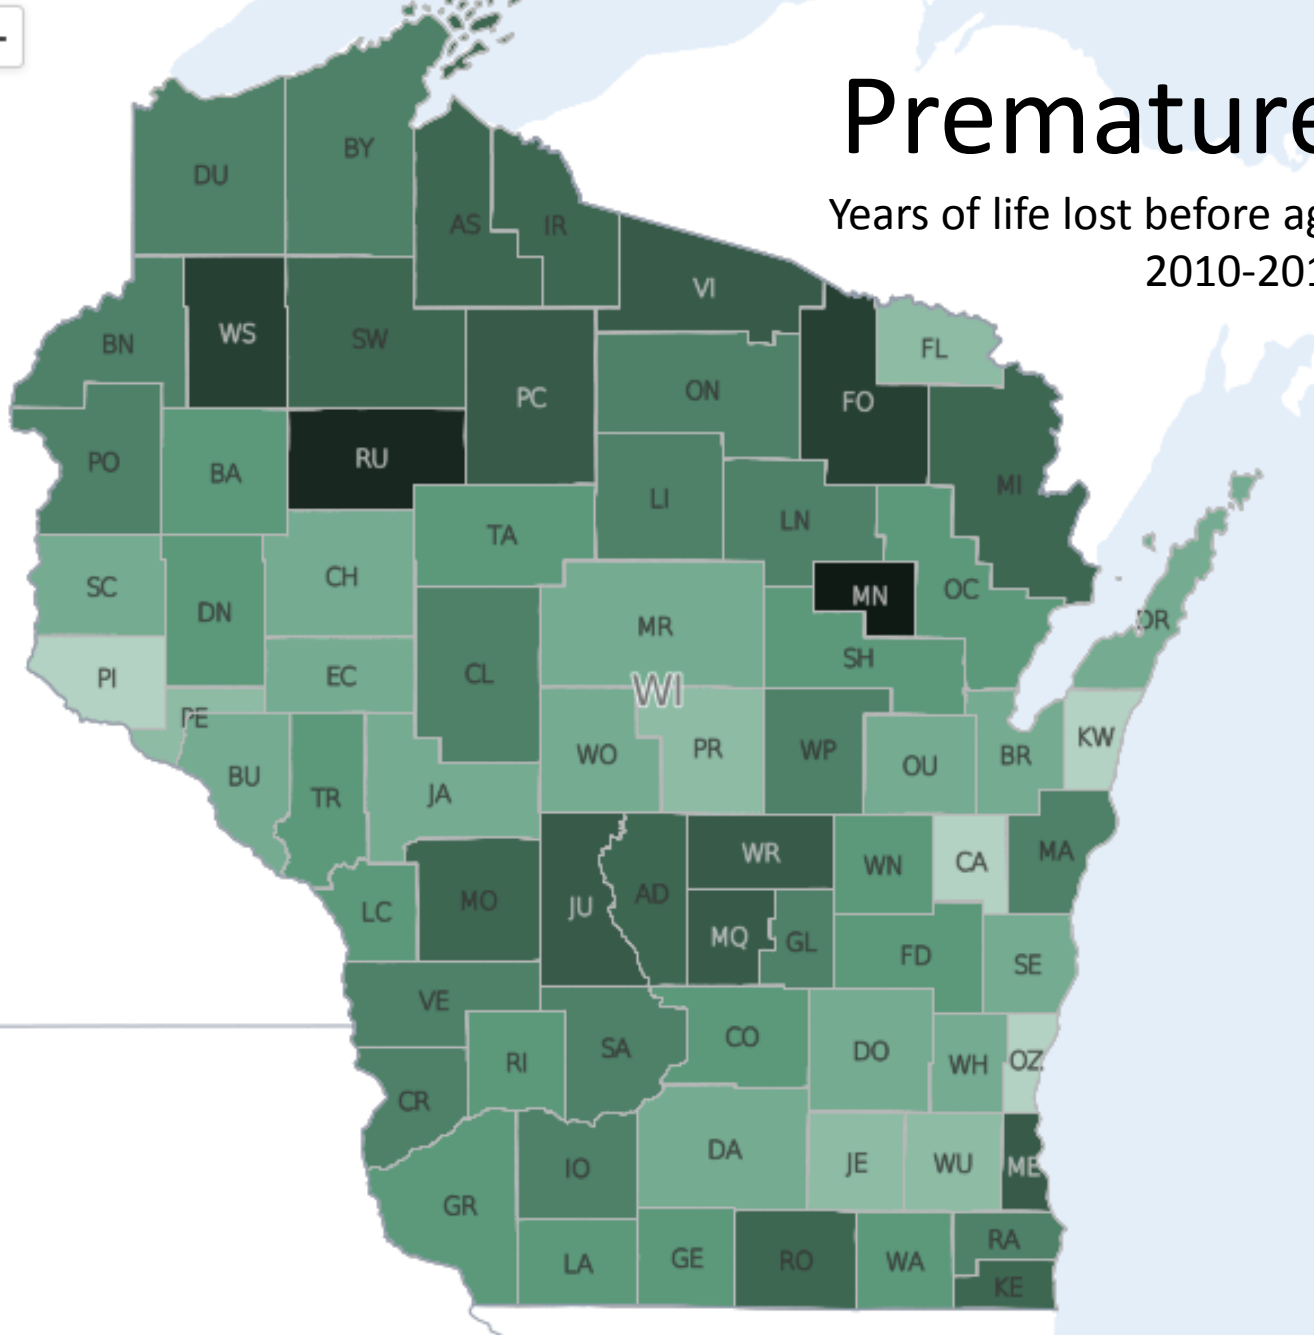 Premature
Years of life lost before ag
2010-201
BY
DU
AS
IR
VI
WS
BN
SW
FL
ON
PC
FO
RU
PO
BA
MI
LI
LN
TA
CH
SC
OC
MN
DN
DR
MR
SH
EC
CL
PI
WI
PE
KW
PR
WP
WO
BR
OU
BU
JA
TR
MA
WR
CA
WN
AD
MO
JU
LC
MQ
GL
FD
SE
VE
CO
SA
DO
OZ
RI
WH
CR
DA
JE
WU
IO
GR
RA
GE
RO
WA
LA
KE